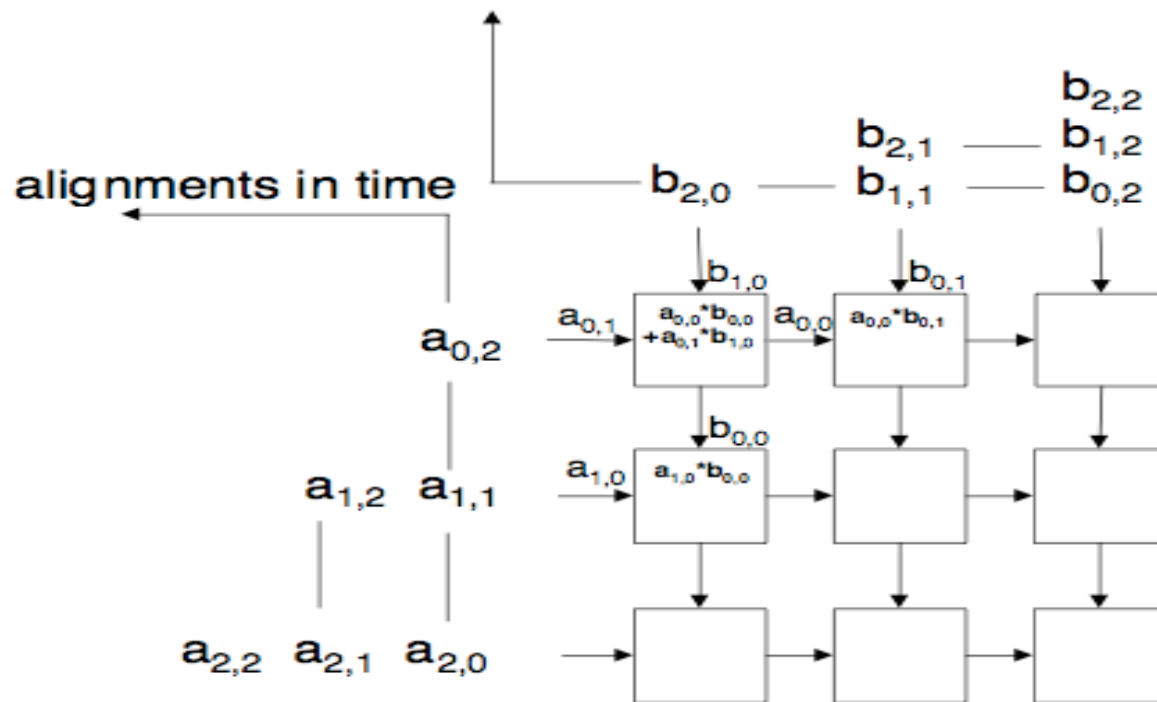 b2,2
b2,1 b1,2
alignments in time b2,0 b1,1 b0,2
b1,0 b0,1
a0,2 a0,1 a0,0*b0,0 a0,0 a0,0*b0,1
+a0,1*b1,0
b0,0
a1,2 a1,1 a1,0 a1,0*b0,0
a2,2 a2,1 a2,0